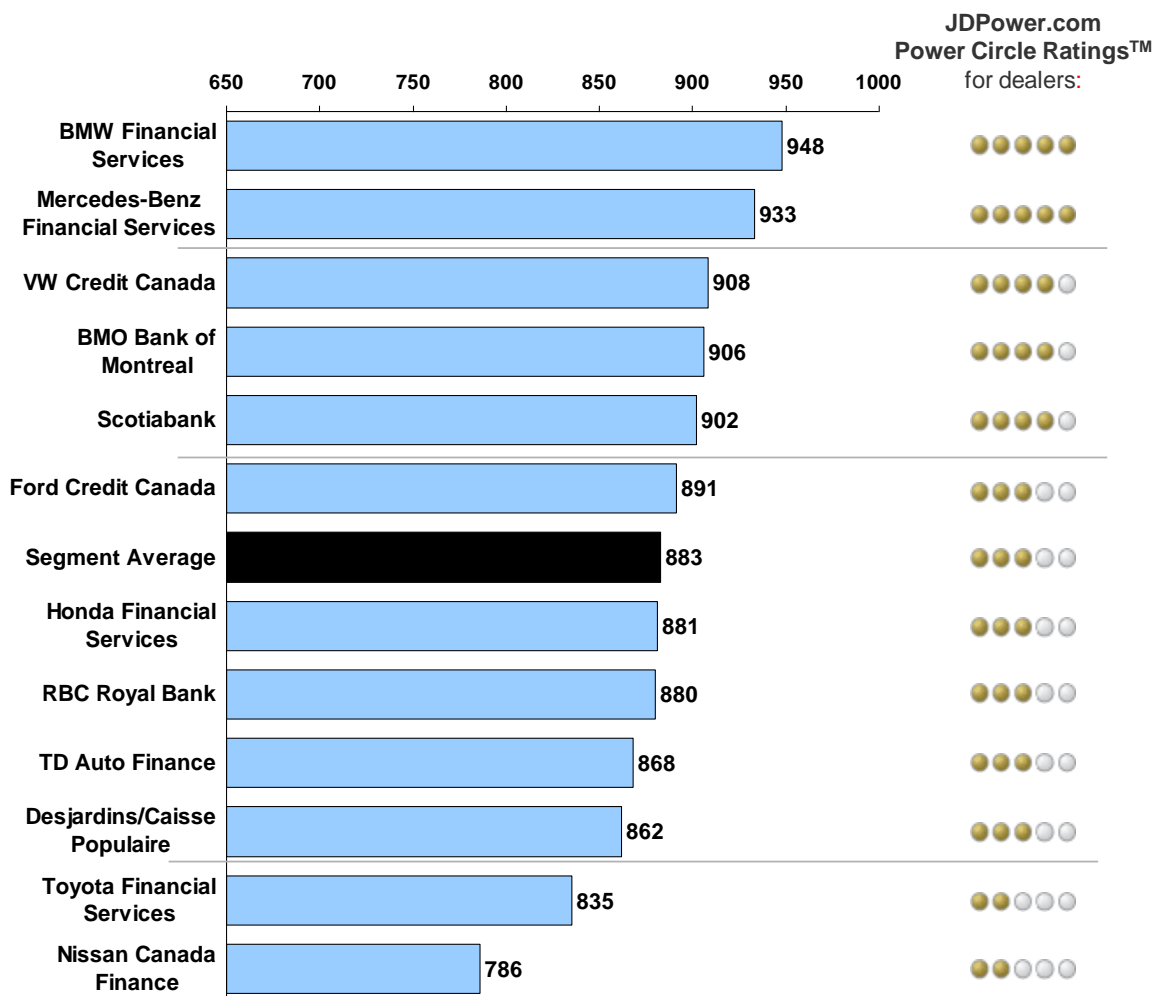 JDPower.com
Power Circle Ratings™
for dealers:
650 700 750 800 850 900 950 1000
BMW Financial
Services
948
Mercedes-Benz
Financial Services
933
VW Credit Canada
908
BMO Bank of
Montreal
906
Scotiabank
902
Ford Credit Canada
891
Segment Average
883
Honda Financial
Services
881
RBC Royal Bank
880
TD Auto Finance
868
Desjardins/Caisse
Populaire
862
Toyota Financial
Services
835
Nissan Canada
Finance
786